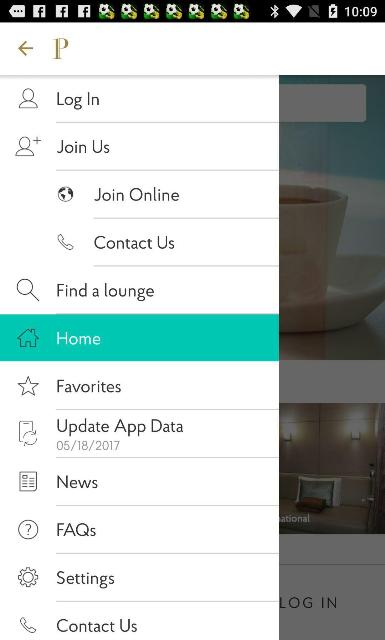 10:09
P
Log In
Join Us
Join Online
Contact Us
Find a lounge
Home
Favorites
Update App Data
05/18/2017
News
national
FAQs
Settings
LOG IN
Contact Us